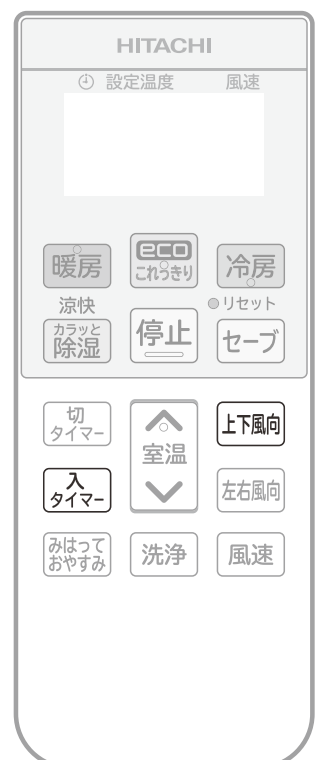 HITACHI
設定温度 風速
暖房
eco
これっきり
冷房
涼快
カラッと
除湿
停止
リセット
セーブ
切
タイマー
室温
上下風向
入
タイマー
左右風向
みはって
おやすみ
洗浄
風速